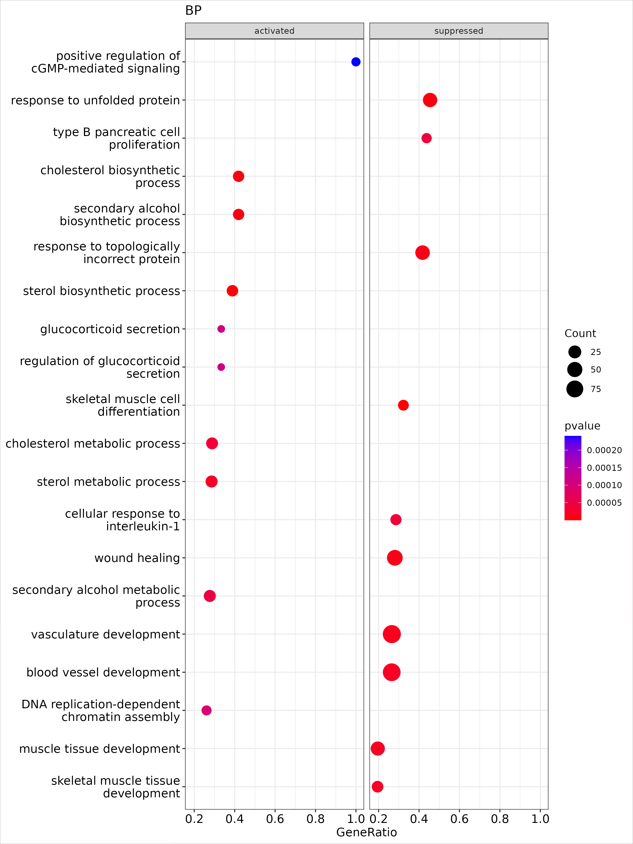 BP
activated
suppressed
positive regulation of
cGMP-mediated signaling
response to unfolded protein
type B pancreatic cell
proliferation
cholesterol biosynthetic
process
secondary alcohol
biosynthetic process
response to topologically
incorrect protein
sterol biosynthetic process
glucocorticoid secretion
regulation of glucocorticoid
secretion
skeletal muscle cell
differentiation
cholesterol metabolic process
sterol metabolic process
cellular response to
interleukin-1
wound healing
secondary alcohol metabolic
process
vasculature development
blood vessel development
DNA replication-dependent
chromatin assembly
muscle tissue development
skeletal muscle tissue
development
0.2 0.4 0.6 0.8 1.0 0.2 0.4 0.6 0.8 1.0
GeneRatio
Count
25
50
75
pvalue
0.00020
0.00015
0.00010
0.00005